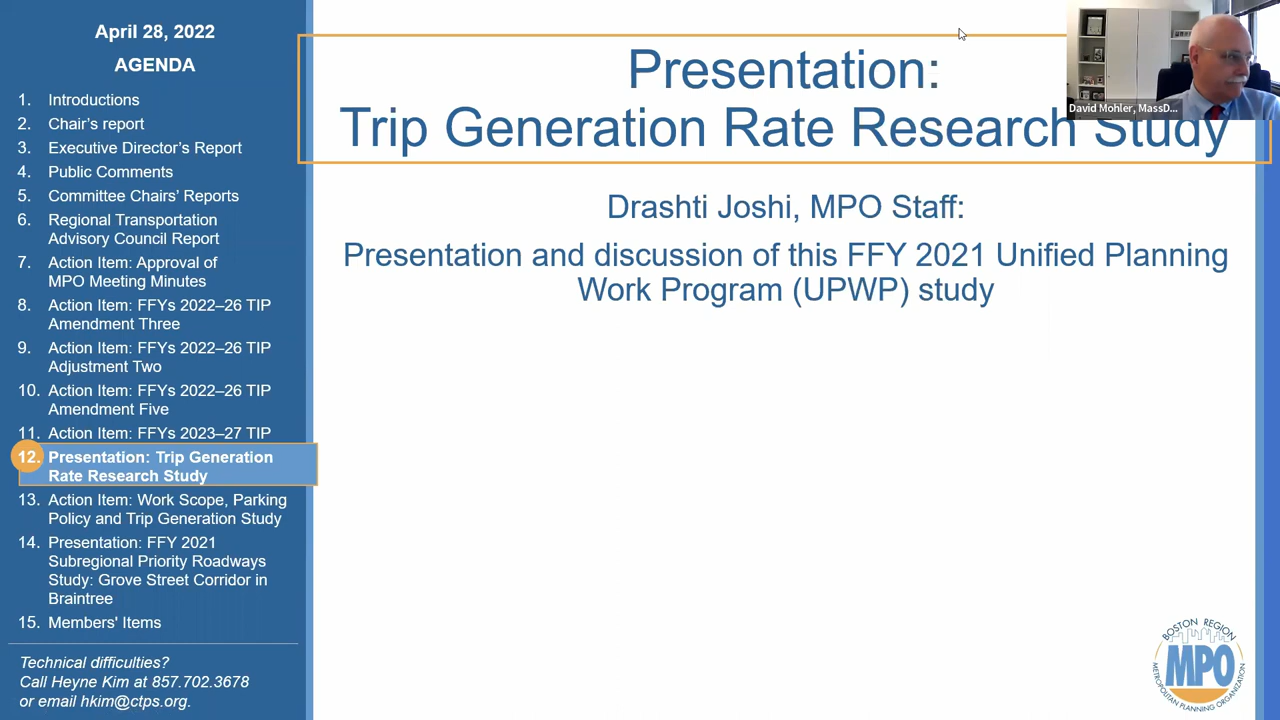 April 28, 2022
AGENDA
1. Introductions
2. Chair's report
3. Executive Director's Report
4. Public Comments
5. Committee Chairs' Reports
6. Regional Transportation
Advisory Council Report
7. Action Item: Approval of
MPO Meeting Minutes
8. Action Item: FFYs 2022–26 TIP
Amendment Three
9. Action Item: FFYs 2022–26 TIP
Adjustment Two
10. Action Item: FFYs 2022–26 TIP
Amendment Five
11. Action Item: FFYs 2023–27 TIP
12. Presentation: Trip Generation
Rate Research Study
13. Action Item: Work Scope, Parking
Policy and Trip Generation Study
14. Presentation: FFY 2021
Subregional Priority Roadways
Study: Grove Street Corridor in
Braintree
15. Members' Items
Technical difficulties?
Call Heyne Kim at 857.702.3678
or email hkim@ctps.org.
Presentation:
Trip Generation Rate Research Study
Drashti Joshi, MPO Staff:
Presentation and discussion of this FFY 2021 Unified Planning
Work Program (UPWP) study
David Mohler, MassD...
BOSTON REGION
MPO
METROPOLITAN PLANNING ORGANIZATION